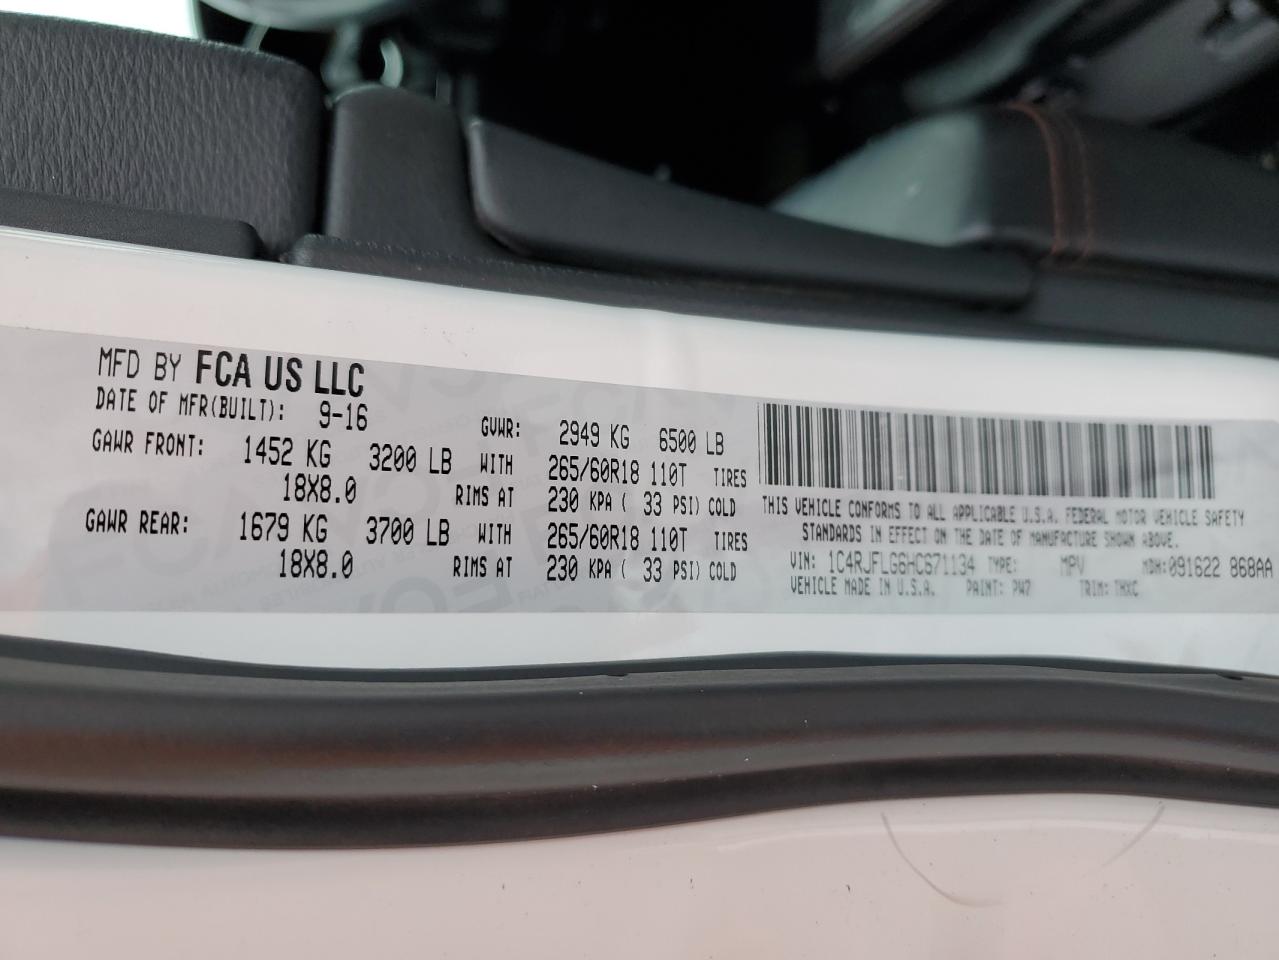 MFD BY FCA US LLC
DATE OF MFR(BUILT): 9-16 GVWR: 2949 KG 6500 LB
GAWR FRONT: 1452 KG 3200 LB WITH 265/60R18 110T TIRES
18X8.0 RIMS AT 230 KPA ( 33 PSI) COLD
GAWR REAR: 1679 KG 3700 LB WITH 265/60R18 110T TIRES
18X8.0 RIMS AT 230 KPA ( 33 PSI) COLD
THIS VEHICLE CONFORMS TO ALL APPLICABLE U.S.A. FEDERAL MOTOR VEHICLE SAFETY
STANDARDS IN EFFECT ON THE DATE OF MANUFACTURE SHOWN ABOVE.
VIN: 1C4RJFLG6HC671134 TYPE: MPV MDH:091622 868AA
VEHICLE MADE IN U.S.A. PAINT: PW7 TRIM: THXC